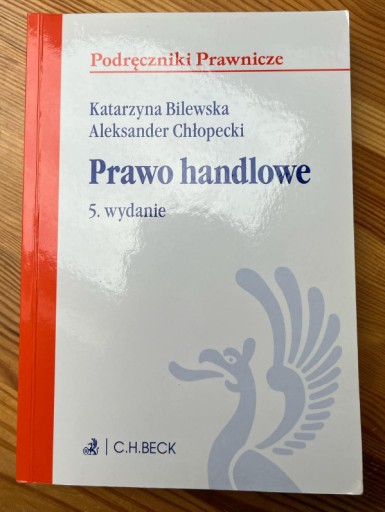 Podręczniki Prawnicze
Katarzyna Bilewska
Aleksander Chłopecki
Prawo handlowe
5. wydanie
C.H.BECK